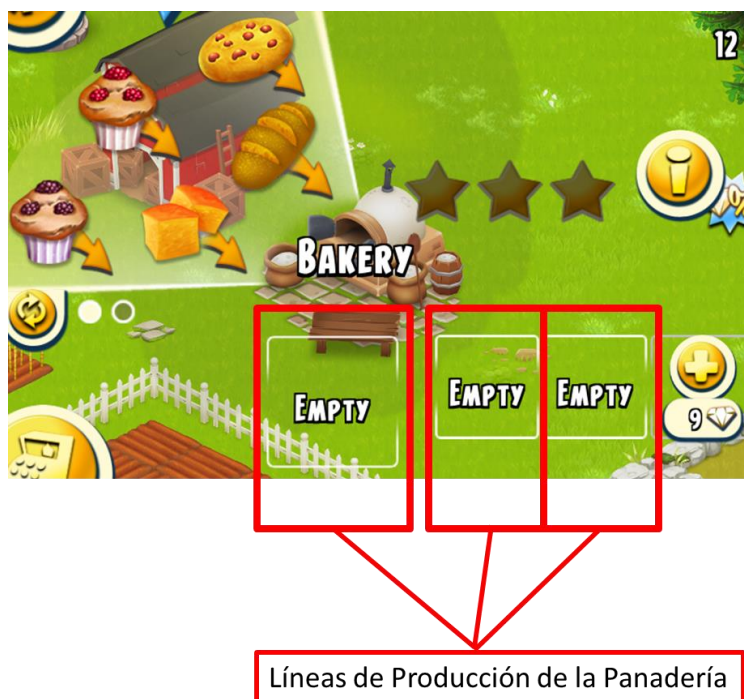 12
BAKERY
EMPTY
EMPTY
EMPTY
9
Líneas de Producción de la Panadería